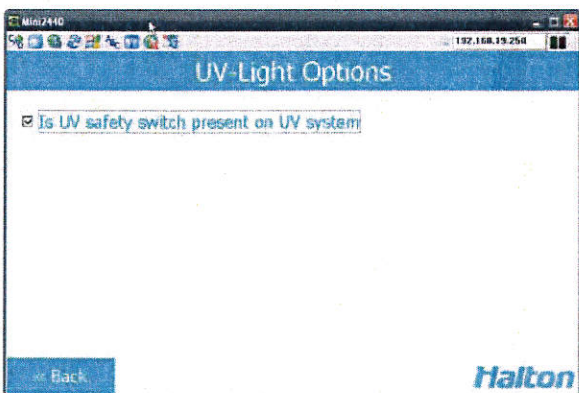 Mini2440
192.168.19.250
UV-Light Options
Is UV safety switch present on UV system
<< Back
Halton